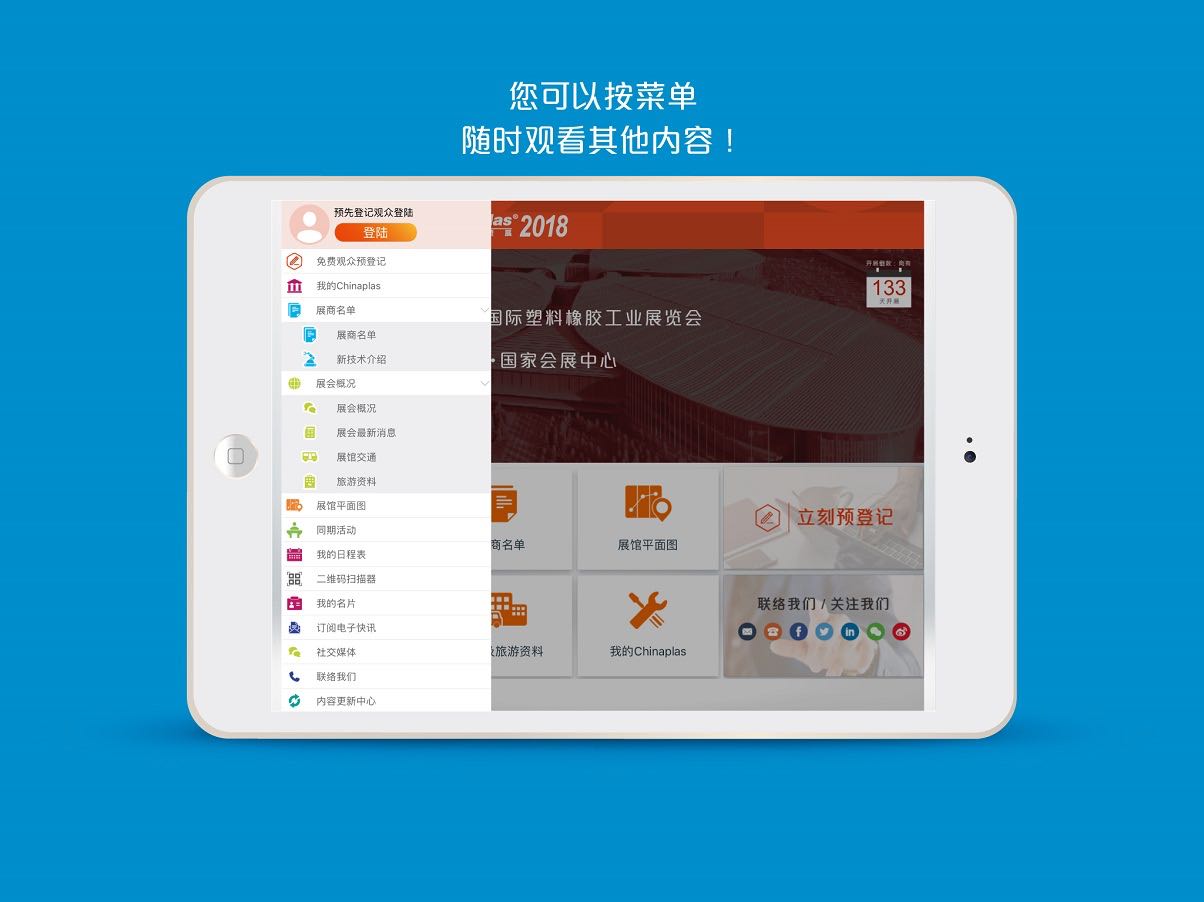 您可以按菜单
随时观看其他内容！
预先登记观众登陆
登陆
免费观众预登记
我的Chinaplas
展商名单
展商名单
新技术介绍
展会概况
展会概况
展会最新消息
展馆交通
旅游资料
展馆平面图
同期活动
我的日程表
二维码扫描器
我的名片
订阅电子快讯
社交媒体
联络我们
内容更新中心
las® 2018
展
开展倒数：尚有
133
天开展
国际塑料橡胶工业展览会
•国家会展中心
商名单
展馆平面图
立刻预登记
及旅游资料
我的Chinaplas
联络我们 / 关注我们